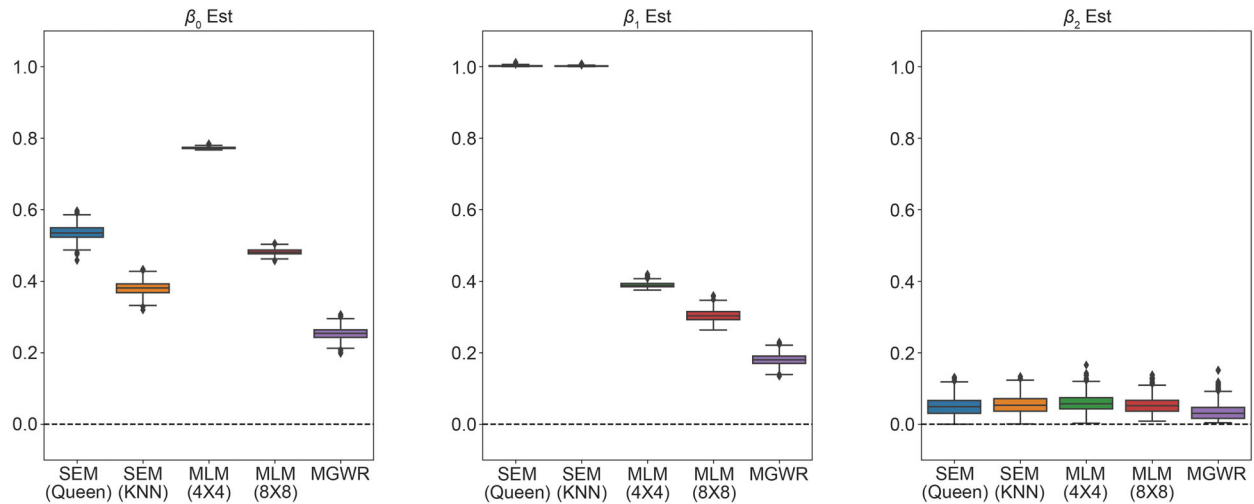 β₀ Est
1.0
0.8
0.6
0.4
0.2
0.0
SEM (Queen)
SEM (KNN)
MLM (4X4)
MLM (8X8)
MGWR
β₁ Est
1.0
0.8
0.6
0.4
0.2
0.0
SEM (Queen)
SEM (KNN)
MLM (4X4)
MLM (8X8)
MGWR
β₂ Est
1.0
0.8
0.6
0.4
0.2
0.0
SEM (Queen)
SEM (KNN)
MLM (4X4)
MLM (8X8)
MGWR